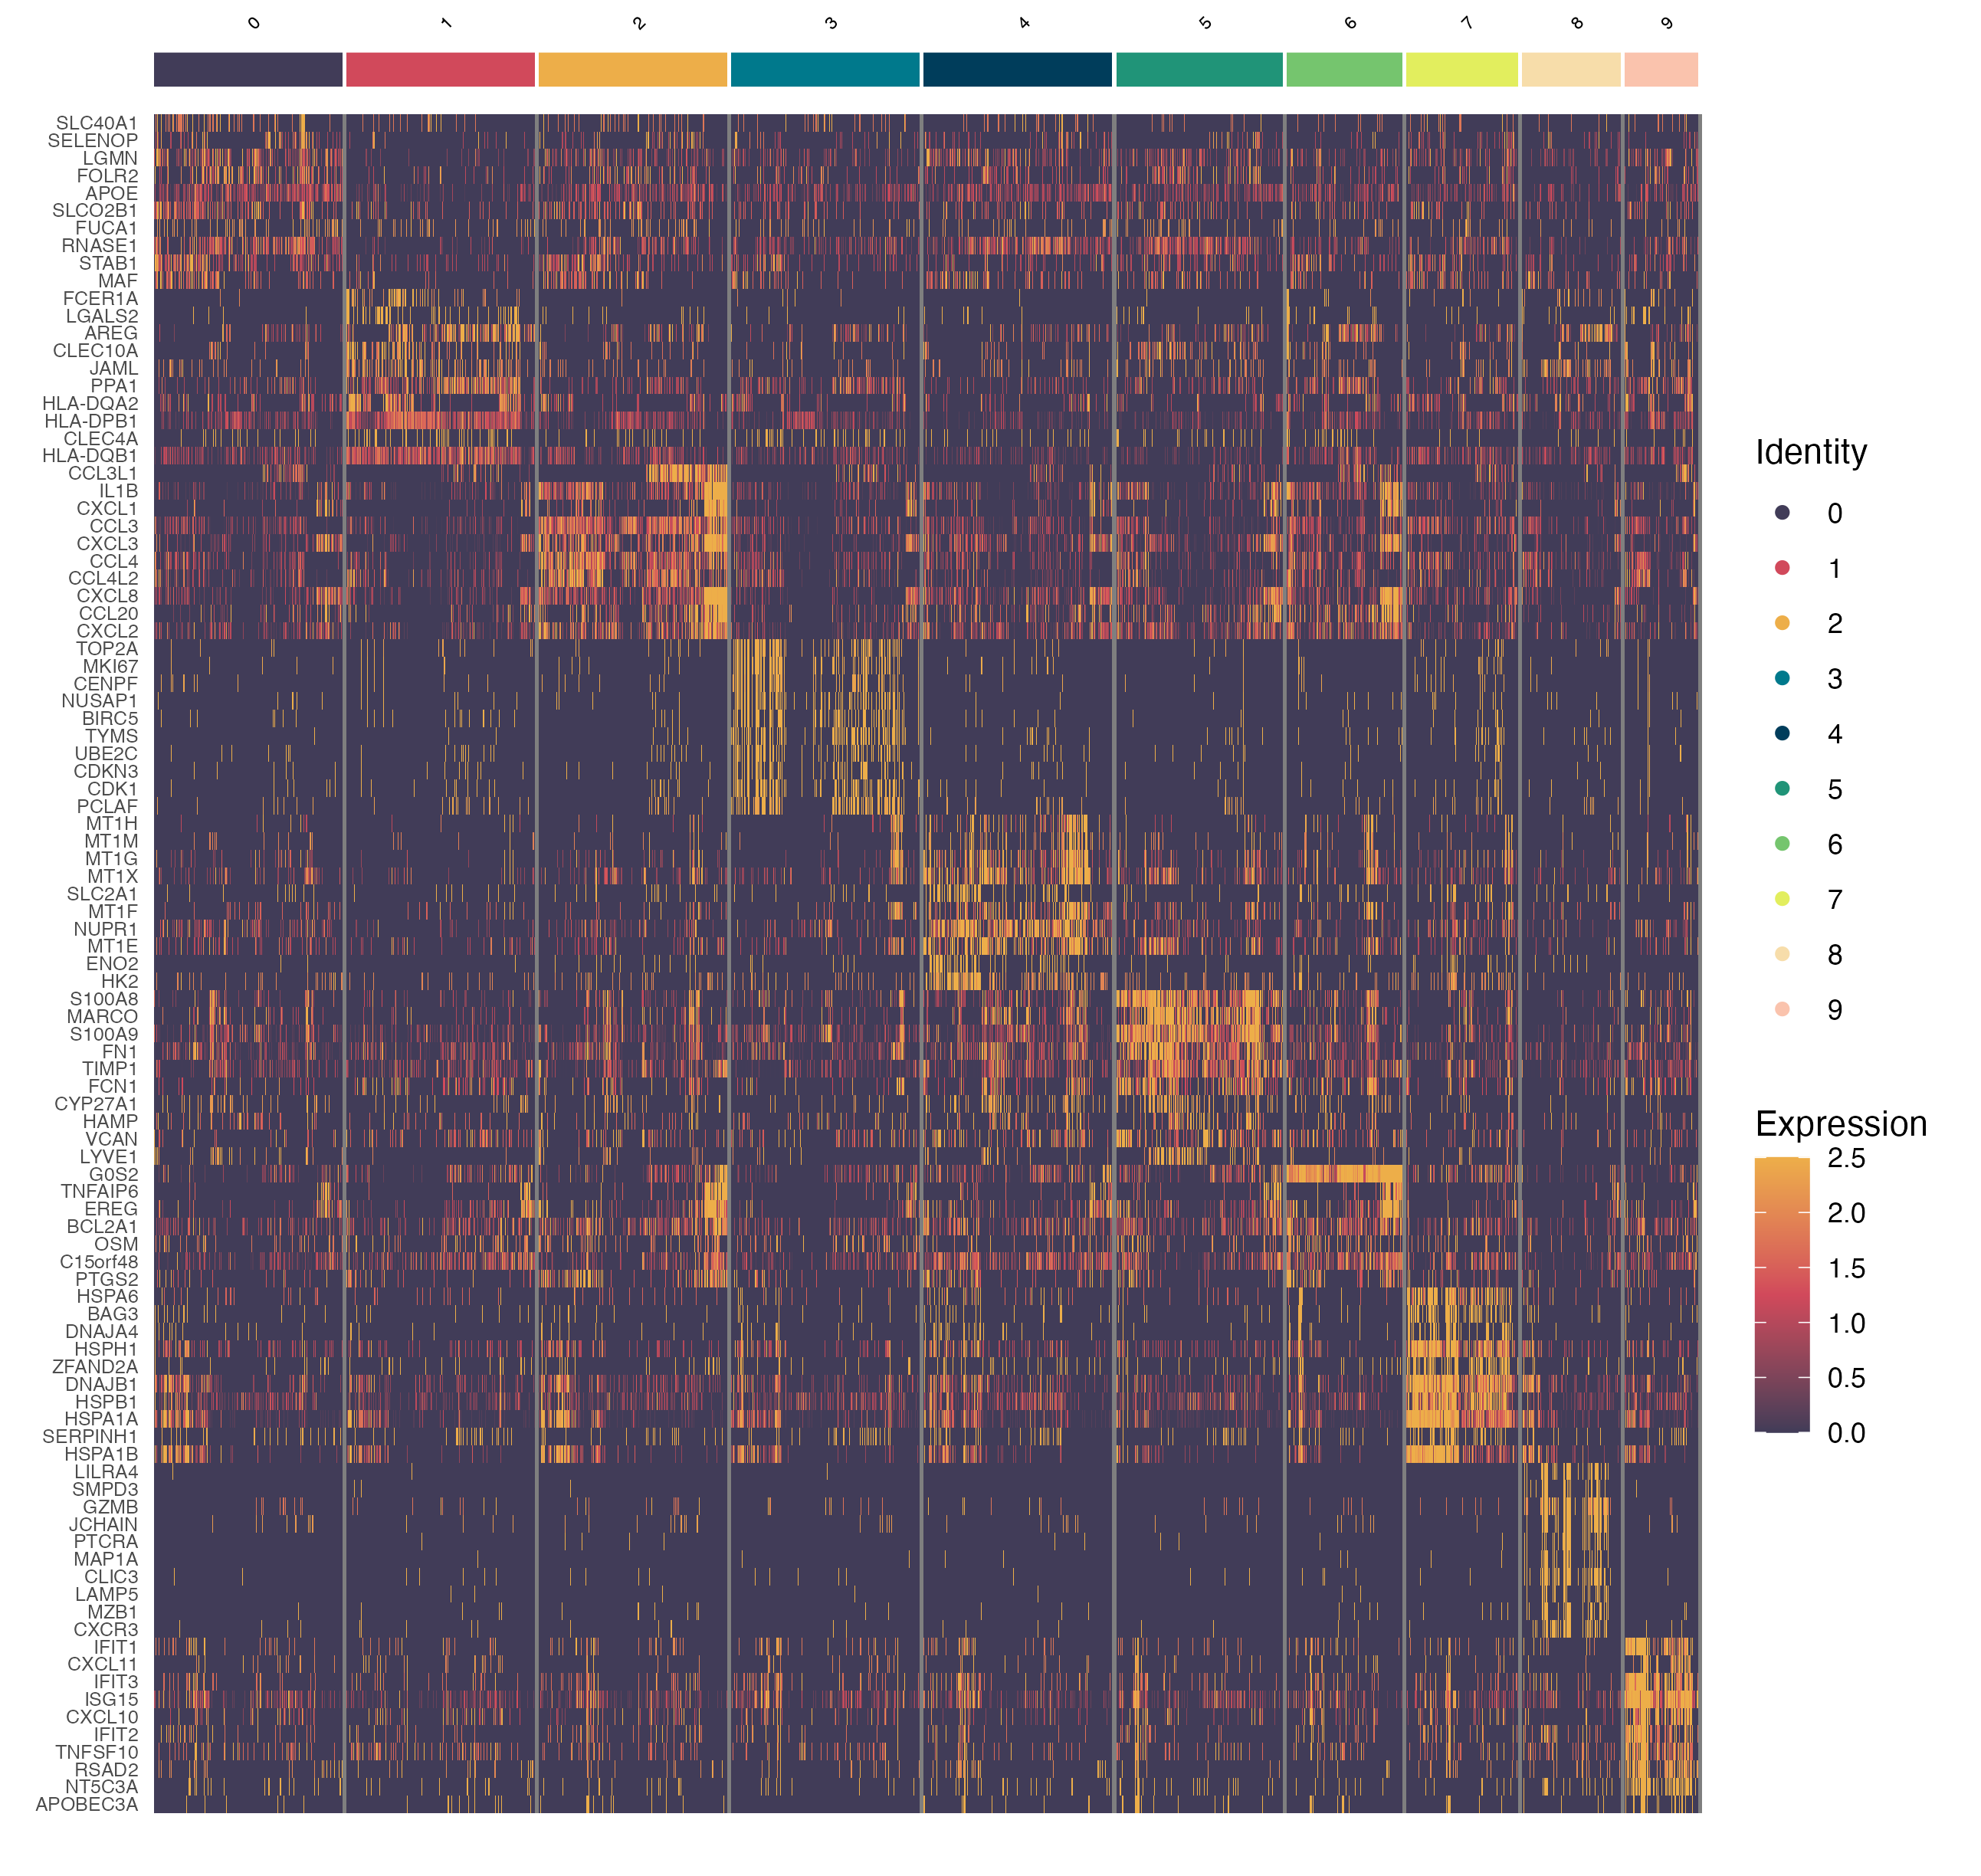 0 1 2 3 4 5 6 7 8 9
SLC40A1
SELENOP
LGMN
FOLR2
APOE
SLCO2B1
FUCA1
RNASE1
STAB1
MAF
FCER1A
LGALS2
AREG
CLEC10A
JAML
PPA1
HLA-DQA2
HLA-DPB1
CLEC4A
HLA-DQB1
CCL3L1
IL1B
CXCL1
CCL3
CXCL3
CCL4
CCL4L2
CXCL8
CCL20
CXCL2
TOP2A
MKI67
CENPF
NUSAP1
BIRC5
TYMS
UBE2C
CDKN3
CDK1
PCLAF
MT1H
MT1M
MT1G
MT1X
SLC2A1
MT1F
NUPR1
MT1E
ENO2
HK2
S100A8
MARCO
S100A9
FN1
TIMP1
FCN1
CYP27A1
HAMP
VCAN
LYVE1
G0S2
TNFAIP6
EREG
BCL2A1
OSM
C15orf48
PTGS2
HSPA6
BAG3
DNAJA4
HSPH1
ZFAND2A
DNAJB1
HSPB1
HSPA1A
SERPINH1
HSPA1B
LILRA4
SMPD3
GZMB
JCHAIN
PTCRA
MAP1A
CLIC3
LAMP5
MZB1
CXCR3
IFIT1
CXCL11
IFIT3
ISG15
CXCL10
IFIT2
TNFSF10
RSAD2
NT5C3A
APOBEC3A
Identity
0
1
2
3
4
5
6
7
8
9
Expression
2.5
2.0
1.5
1.0
0.5
0.0